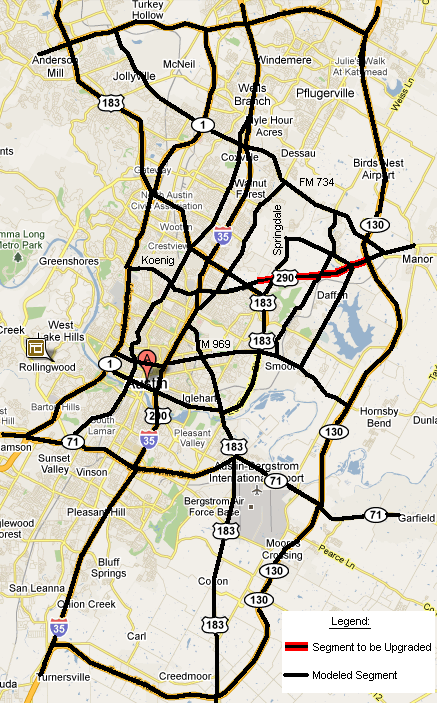 Turkey
Hollow
Anderson
Mill
McNeil
Windemere
Julie's Walk
At Katemead
Jollyville
Wells
Branch
Pflugerville
Weiss Ln
183
1
Hour
Acres
Dessau
Coxville
Birds Nest
Airport
Gateway
Walnut
Forest
FM 734
North Austin
Civic Association
Wooten
Springdale
130
35
Crestview
Metro Park
Greenshores
Koenig
Manor
290
Daffan
183
West
Lake Hills
FM 969
183
Creek
Rollingwood
1
A
Smoot
Austin
Barton Hills
290
Hornsby
Bend
South
Lamar
35
Pleasant
Valley
130
71
183
Sunset
Valley
Vinson
Austin-Bergstrom
International Airport
71
Pleasant Hill
Bergstrom Air
Force Base
71
Garfield
183
Pearce Ln
Moores
Crossing
Bluff
Springs
130
San Leanna
Onion Creek
130
35
183
Carl
Legend:
Segment to be Upgraded
Modeled Segment
Creedmoor
Turnersville